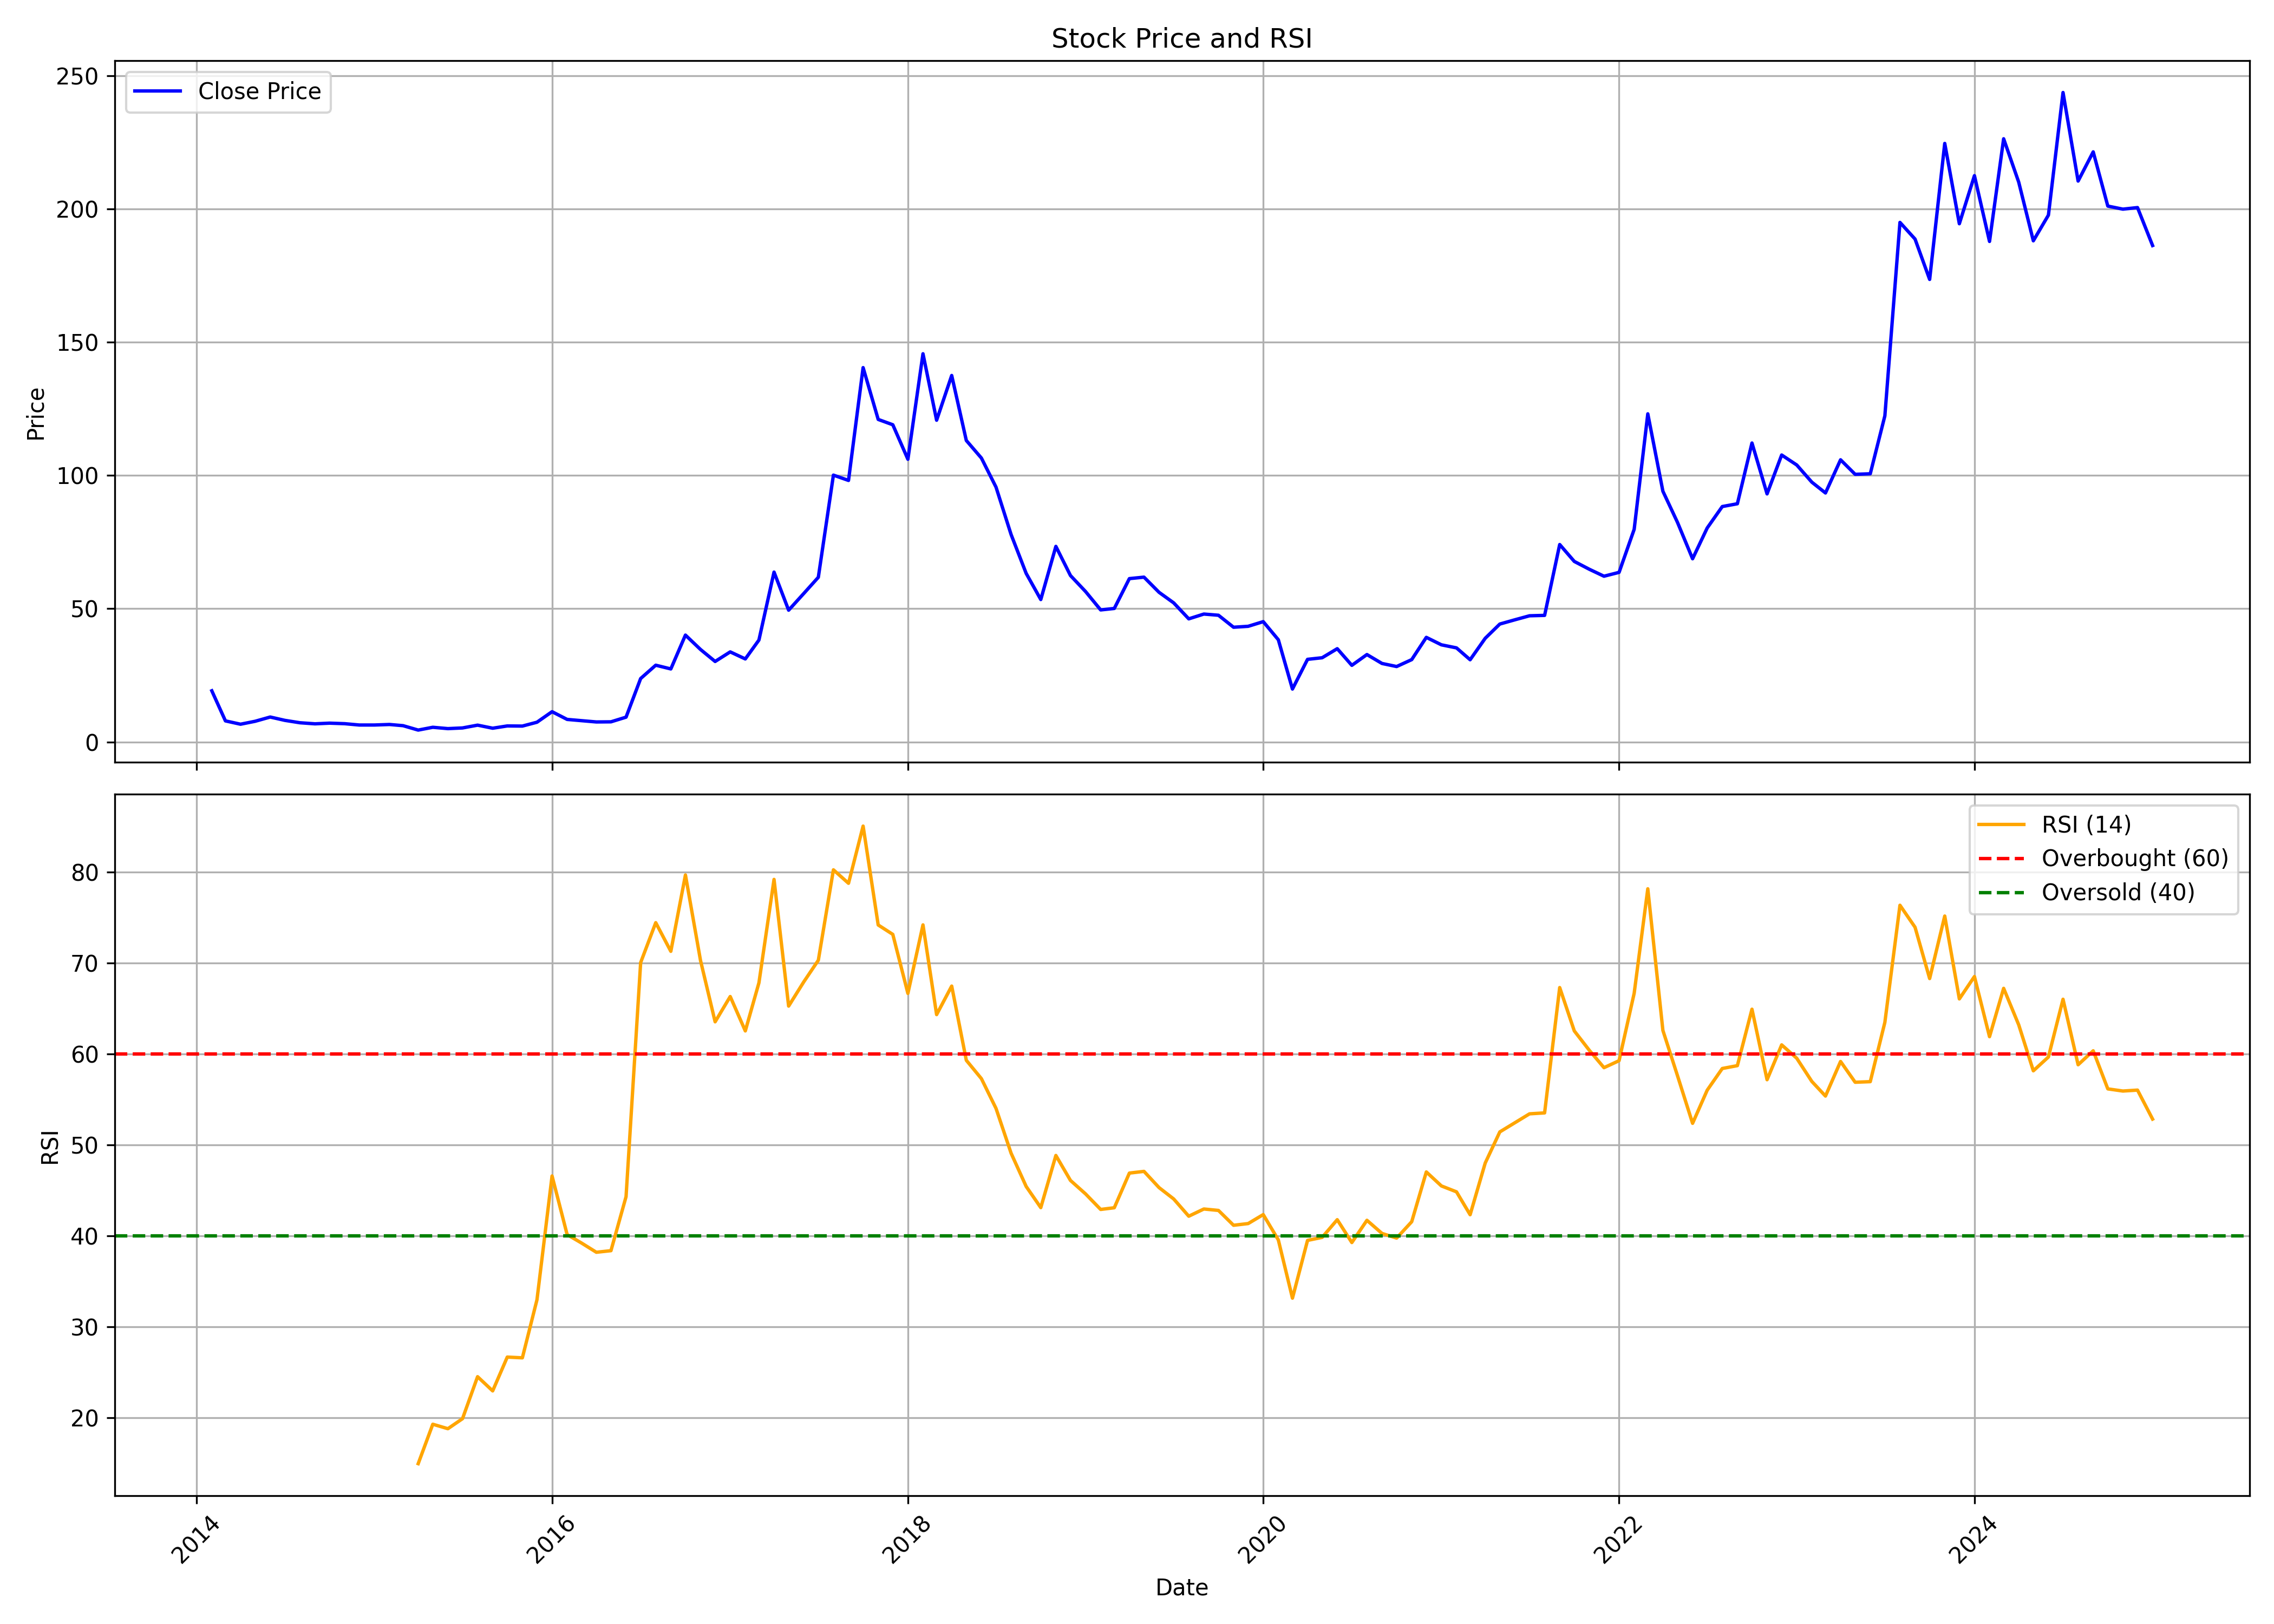 Stock Price and RSI
250
200
150
100
50
0
Price
Close Price
80
70
60
50
40
30
20
RSI
RSI (14)
Overbought (60)
Oversold (40)
2014
2016
2018
2020
2022
2024
Date